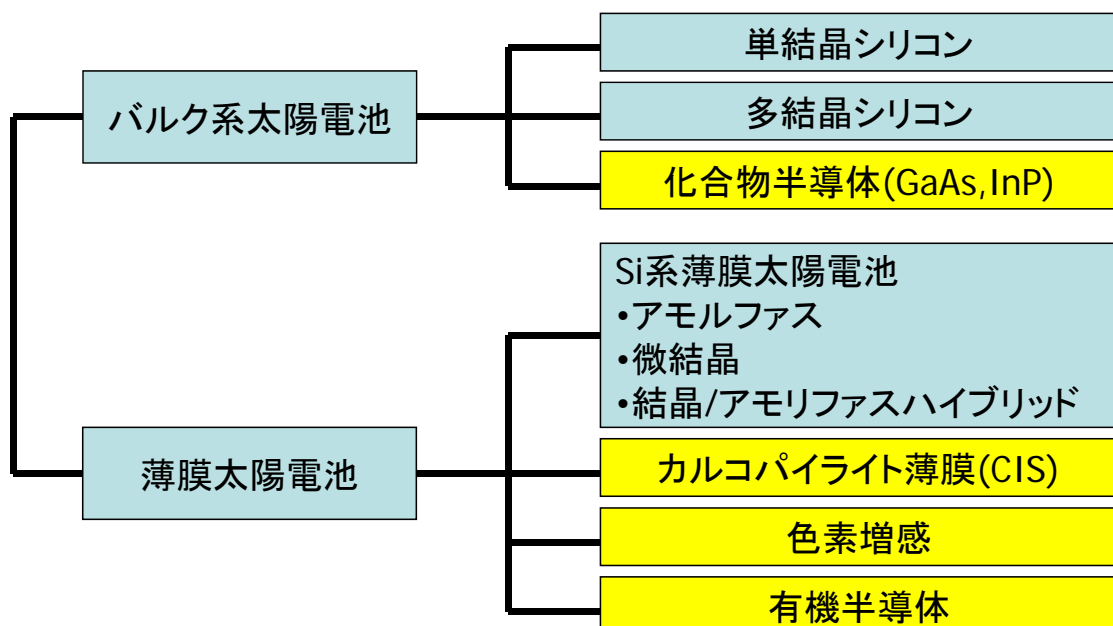 単結晶シリコン
バルク系太陽電池
多結晶シリコン
化合物半導体(GaAs,InP)
Si系薄膜太陽電池
・アモルファス
・微結晶
・結晶/アモリファスハイブリッド
薄膜太陽電池
カルコパイライト薄膜(CIS)
色素増感
有機半導体